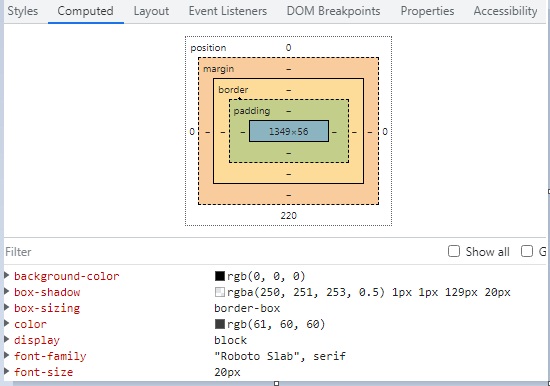 Styles Computed Layout Event Listeners DOM Breakpoints Properties Accessibility
position 0
margin –
border –
padding –
0 – – – 1349×56 – – – 0
–
–
–
220
Filter Show all G
background-color rgb(0, 0, 0)
box-shadow rgba(250, 251, 253, 0.5) 1px 1px 129px 20px
box-sizing border-box
color rgb(61, 60, 60)
display block
font-family "Roboto Slab", serif
font-size 20px